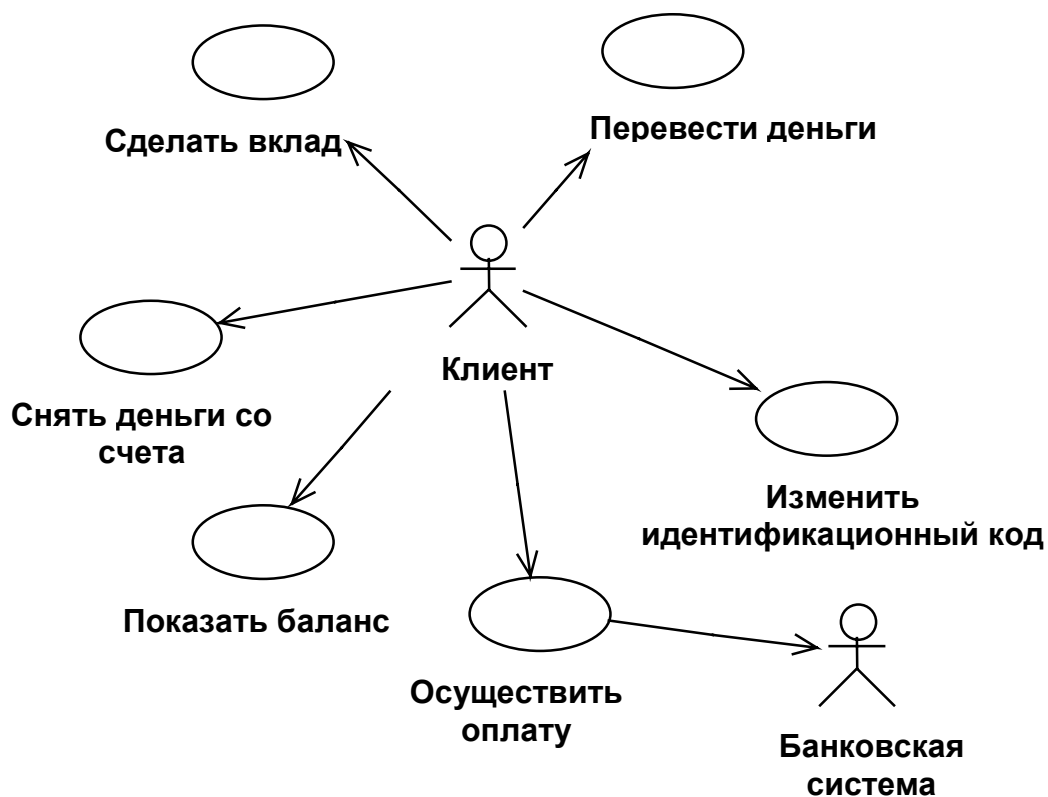 Сделать вклад
Перевести деньги
Клиент
Снять деньги со
счета
Изменить
идентификационный код
Показать баланс
Осуществить
оплату
Банковская
система